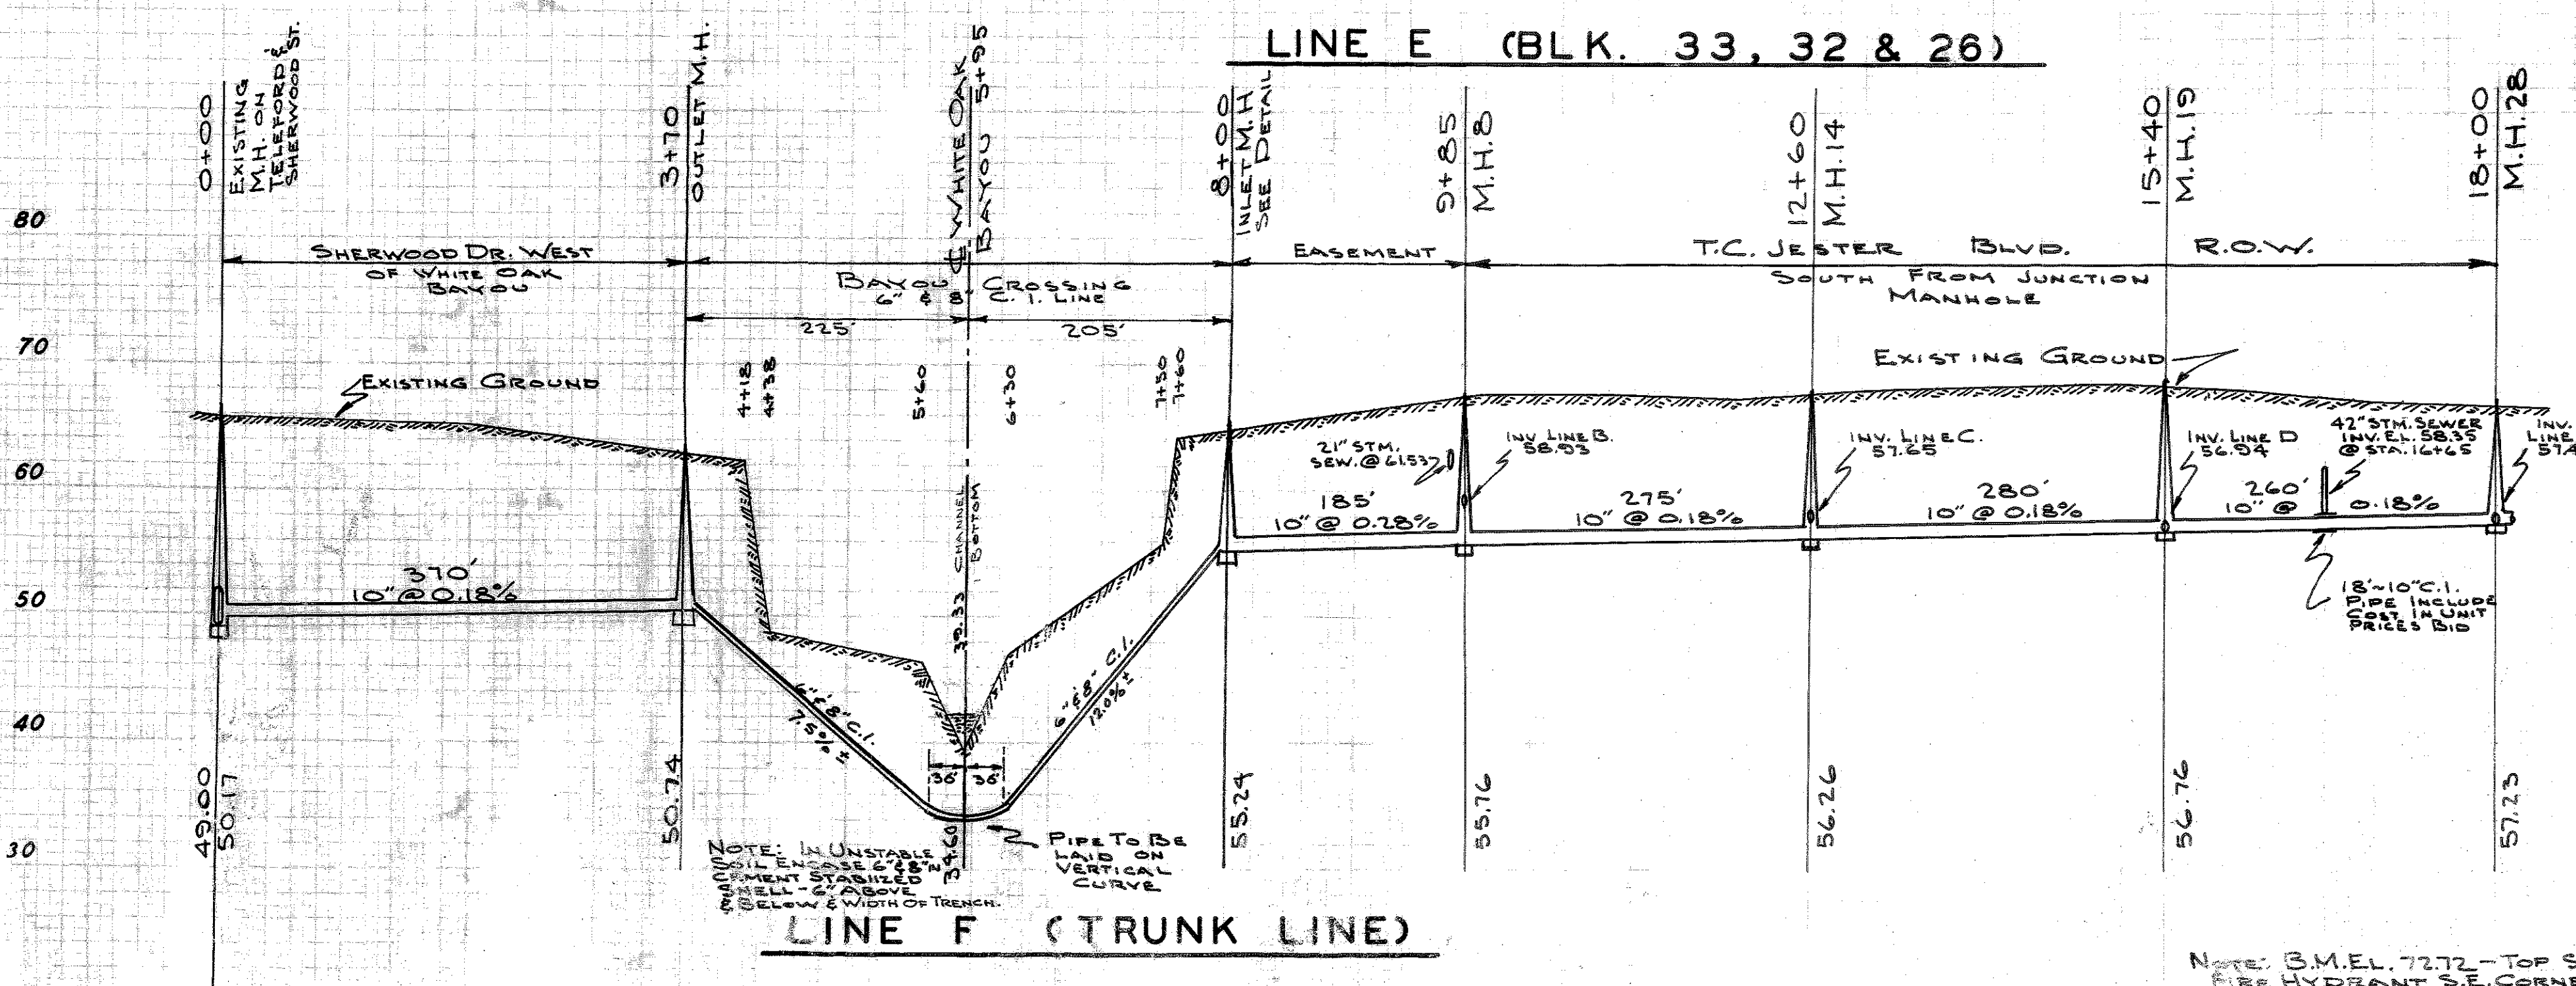 LINE E (BLK. 33, 32 & 26)
0+00
EXISTING
M.H. ON
TELEFORD &
SHERWOOD ST.
3+70
OUTLET M.H.
℄ WHITE OAK
BAYOU 5+95
8+00
INLET M.H
SEE DETAIL
9+85
M.H.8
12+60
M.H.14
15+40
M.H.19
18+00
M.H.28
80
70
60
50
40
30
SHERWOOD DR. WEST
OF WHITE OAK
BAYOU
BAYOU CROSSING
6" & 8" C.I. LINE
225'
205'
EASEMENT
T.C. JESTER BLVD. R.O.W.
SOUTH FROM JUNCTION
MANHOLE
EXISTING GROUND
EXISTING GROUND
4+18
4+38
5+60
6+30
7+50
7+60
39.33 CHANNEL
BOTTOM
21" STM.
SEW. @ 61.53
INV. LINE B.
58.93
INV. LINE C.
57.65
INV. LINE D
56.94
42" STM. SEWER
INV. EL. 58.35
@ STA. 16+65
INV.
LINE
57.4
370'
10" @ 0.18%
185'
10" @ 0.28%
275'
10" @ 0.18%
280'
10" @ 0.18%
260'
10" @ 0.18%
18'~10" C.I.
PIPE INCLUDE
COST IN UNIT
PRICES BID
6" & 8" C.I.
7.5% ±
6" & 8" C.I.
12.0% ±
36'
36'
49.00
50.17
50.74
34.60
55.24
55.76
56.26
56.76
57.23
NOTE: IN UNSTABLE
SOIL ENCASE 6" & 8" IN
CEMENT STABILIZED
SHELL - 6" ABOVE
& BELOW & WIDTH OF TRENCH.
PIPE TO BE
LAID ON
VERTICAL
CURVE
LINE F (TRUNK LINE)
NOTE: B.M.EL. 72.72 - TOP S
FIRE HYDRANT S.E. CORNE